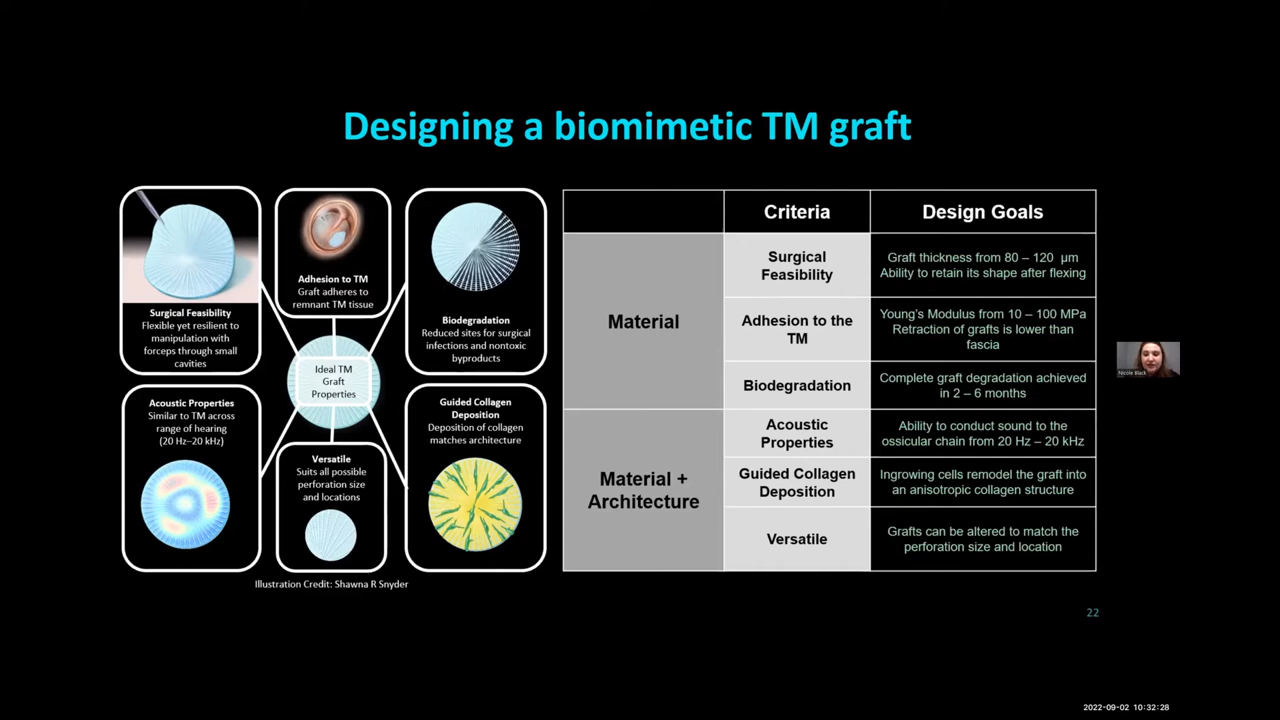 Designing a biomimetic TM graft
Surgical Feasibility
Flexible yet resilient to
manipulation with
forceps through small
cavities
Adhesion to TM
Graft adheres to
remnant TM tissue
Biodegradation
Reduced sites for surgical
infections and nontoxic
byproducts
Ideal TM
Graft
Properties
Acoustic Properties
Similar to TM across
range of hearing
(20 Hz–20 kHz)
Versatile
Suits all possible
perforation size
and locations
Guided Collagen
Deposition
Deposition of collagen
matches architecture
Illustration Credit: Shawna R Snyder
Criteria
Design Goals
Material
Surgical
Feasibility
Graft thickness from 80 – 120 µm
Ability to retain its shape after flexing
Adhesion to the
TM
Young's Modulus from 10 – 100 MPa
Retraction of grafts is lower than
fascia
Biodegradation
Complete graft degradation achieved
in 2 – 6 months
Material +
Architecture
Acoustic
Properties
Ability to conduct sound to the
ossicular chain from 20 Hz – 20 kHz
Guided Collagen
Deposition
Ingrowing cells remodel the graft into
an anisotropic collagen structure
Versatile
Grafts can be altered to match the
perforation size and location
Nicole Black
22
2022-09-02 10:32:28